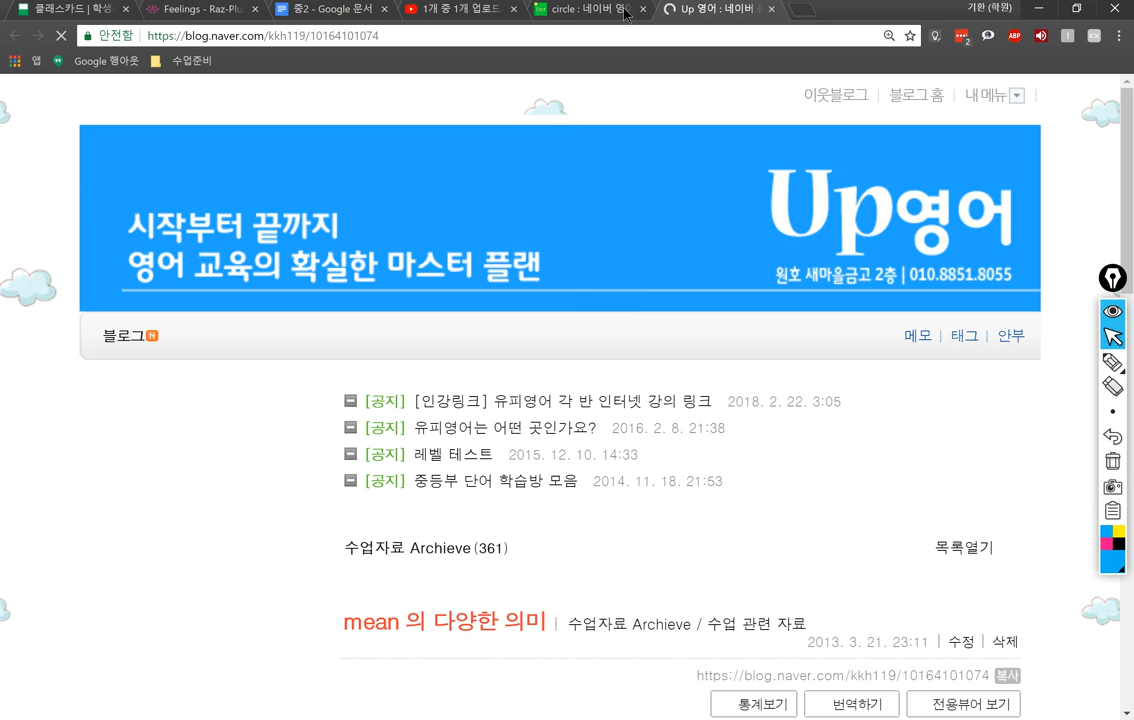 클래스카드 | 학생
Feelings - Raz-Plu
중2 - Google 문서
1개 중 1개 업로드
circle : 네이버 영
Up 영어 : 네이버
기환 (학원)
안전함
https://blog.naver.com/kkh119/10164101074
2
ABP
앱
Google 행아웃
수업준비
이웃블로그 | 블로그 홈 | 내 메뉴
시작부터 끝까지
영어 교육의 확실한 마스터 플랜
Up영어
원호 새마을금고 2층 | 010.8851.8055
블로그 N
메모 | 태그 | 안부
[공지] [인강링크] 유피영어 각 반 인터넷 강의 링크 2018. 2. 22. 3:05
[공지] 유피영어는 어떤 곳인가요? 2016. 2. 8. 21:38
[공지] 레벨 테스트 2015. 12. 10. 14:33
[공지] 중등부 단어 학습방 모음 2014. 11. 18. 21:53
수업자료 Archieve (361)
목록열기
mean 의 다양한 의미 | 수업자료 Archieve / 수업 관련 자료
2013. 3. 21. 23:11 | 수정 | 삭제
https://blog.naver.com/kkh119/10164101074 복사
통계보기
번역하기
전용뷰어 보기